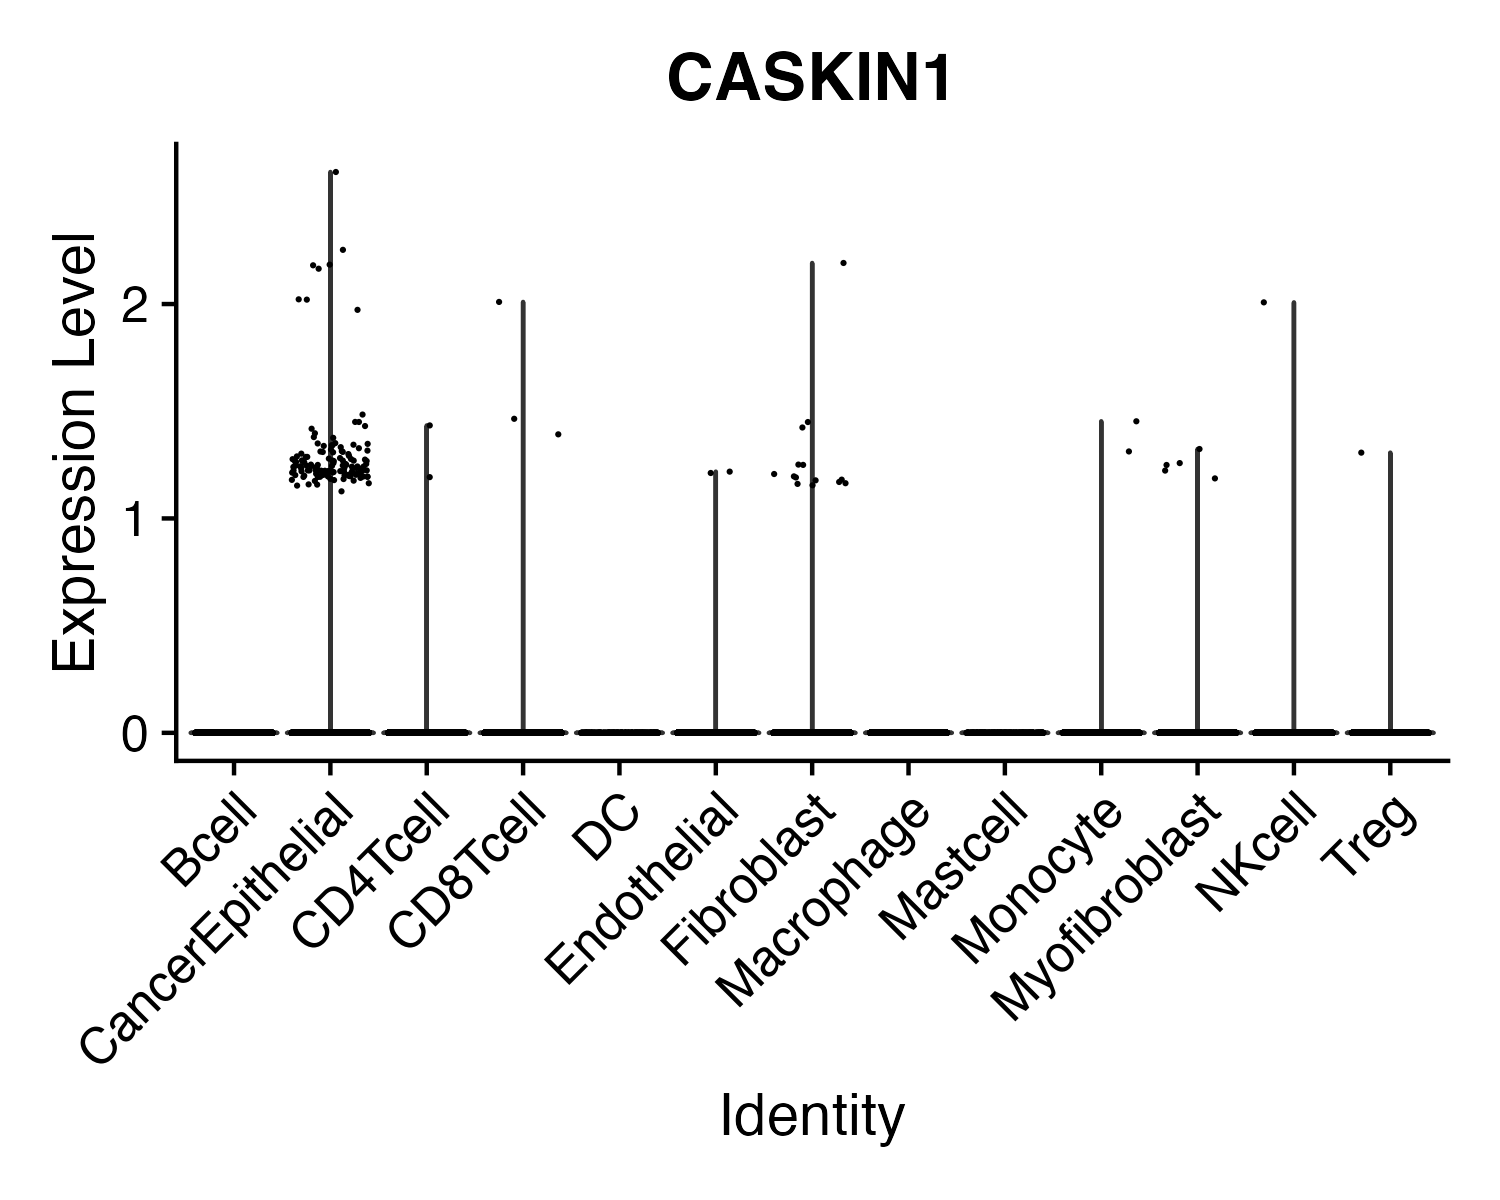 CASKIN1
Expression Level
2
1
0
Bcell
CancerEpithelial
CD4Tcell
CD8Tcell
DC
Endothelial
Fibroblast
Macrophage
Mastcell
Monocyte
Myofibroblast
NKcell
Treg
Identity